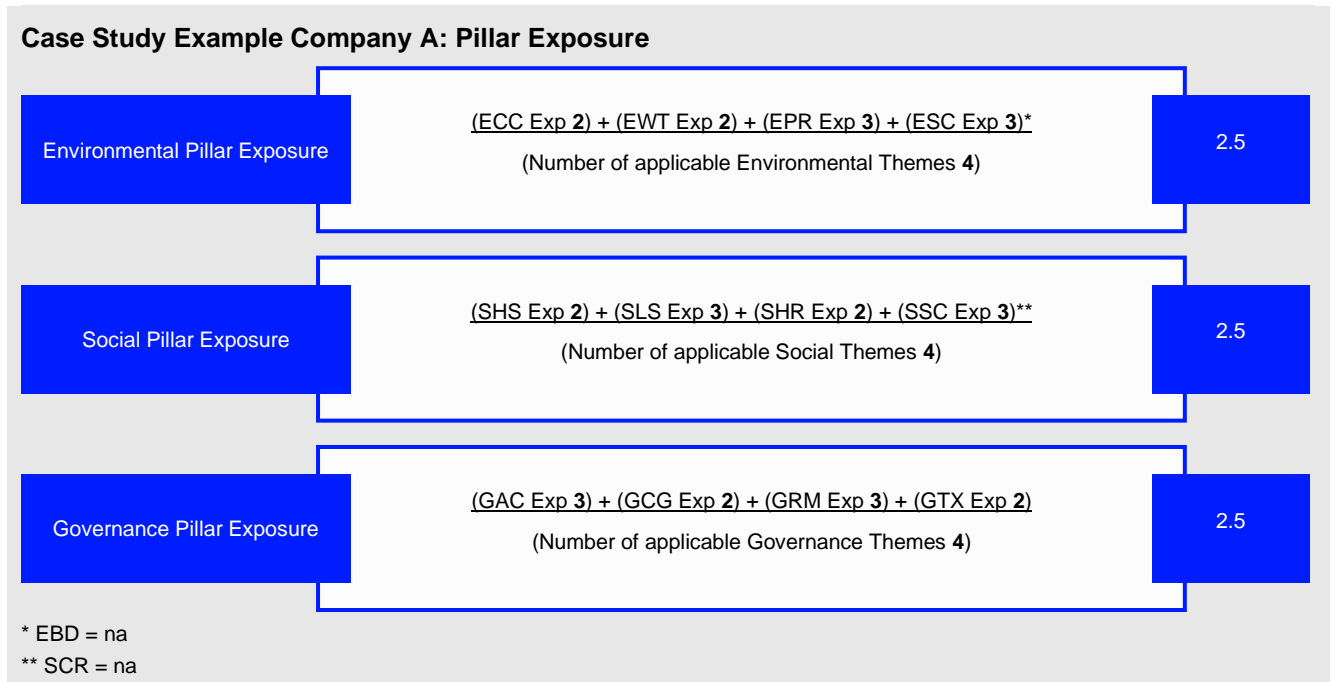 Case Study Example Company A: Pillar Exposure
Environmental Pillar Exposure
(ECC Exp 2) + (EWT Exp 2) + (EPR Exp 3) + (ESC Exp 3)*
(Number of applicable Environmental Themes 4)
2.5
Social Pillar Exposure
(SHS Exp 2) + (SLS Exp 3) + (SHR Exp 2) + (SSC Exp 3)**
(Number of applicable Social Themes 4)
2.5
Governance Pillar Exposure
(GAC Exp 3) + (GCG Exp 2) + (GRM Exp 3) + (GTX Exp 2)
(Number of applicable Governance Themes 4)
2.5
* EBD = na
** SCR = na